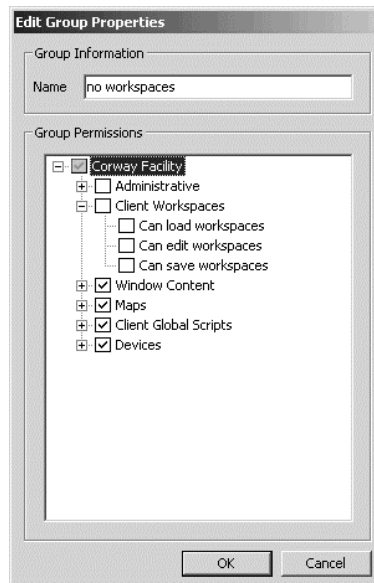 Edit Group Properties
Group Information
Name no workspaces
Group Permissions
Corway Facility
Administrative
Client Workspaces
Can load workspaces
Can edit workspaces
Can save workspaces
Window Content
Maps
Client Global Scripts
Devices
OK Cancel